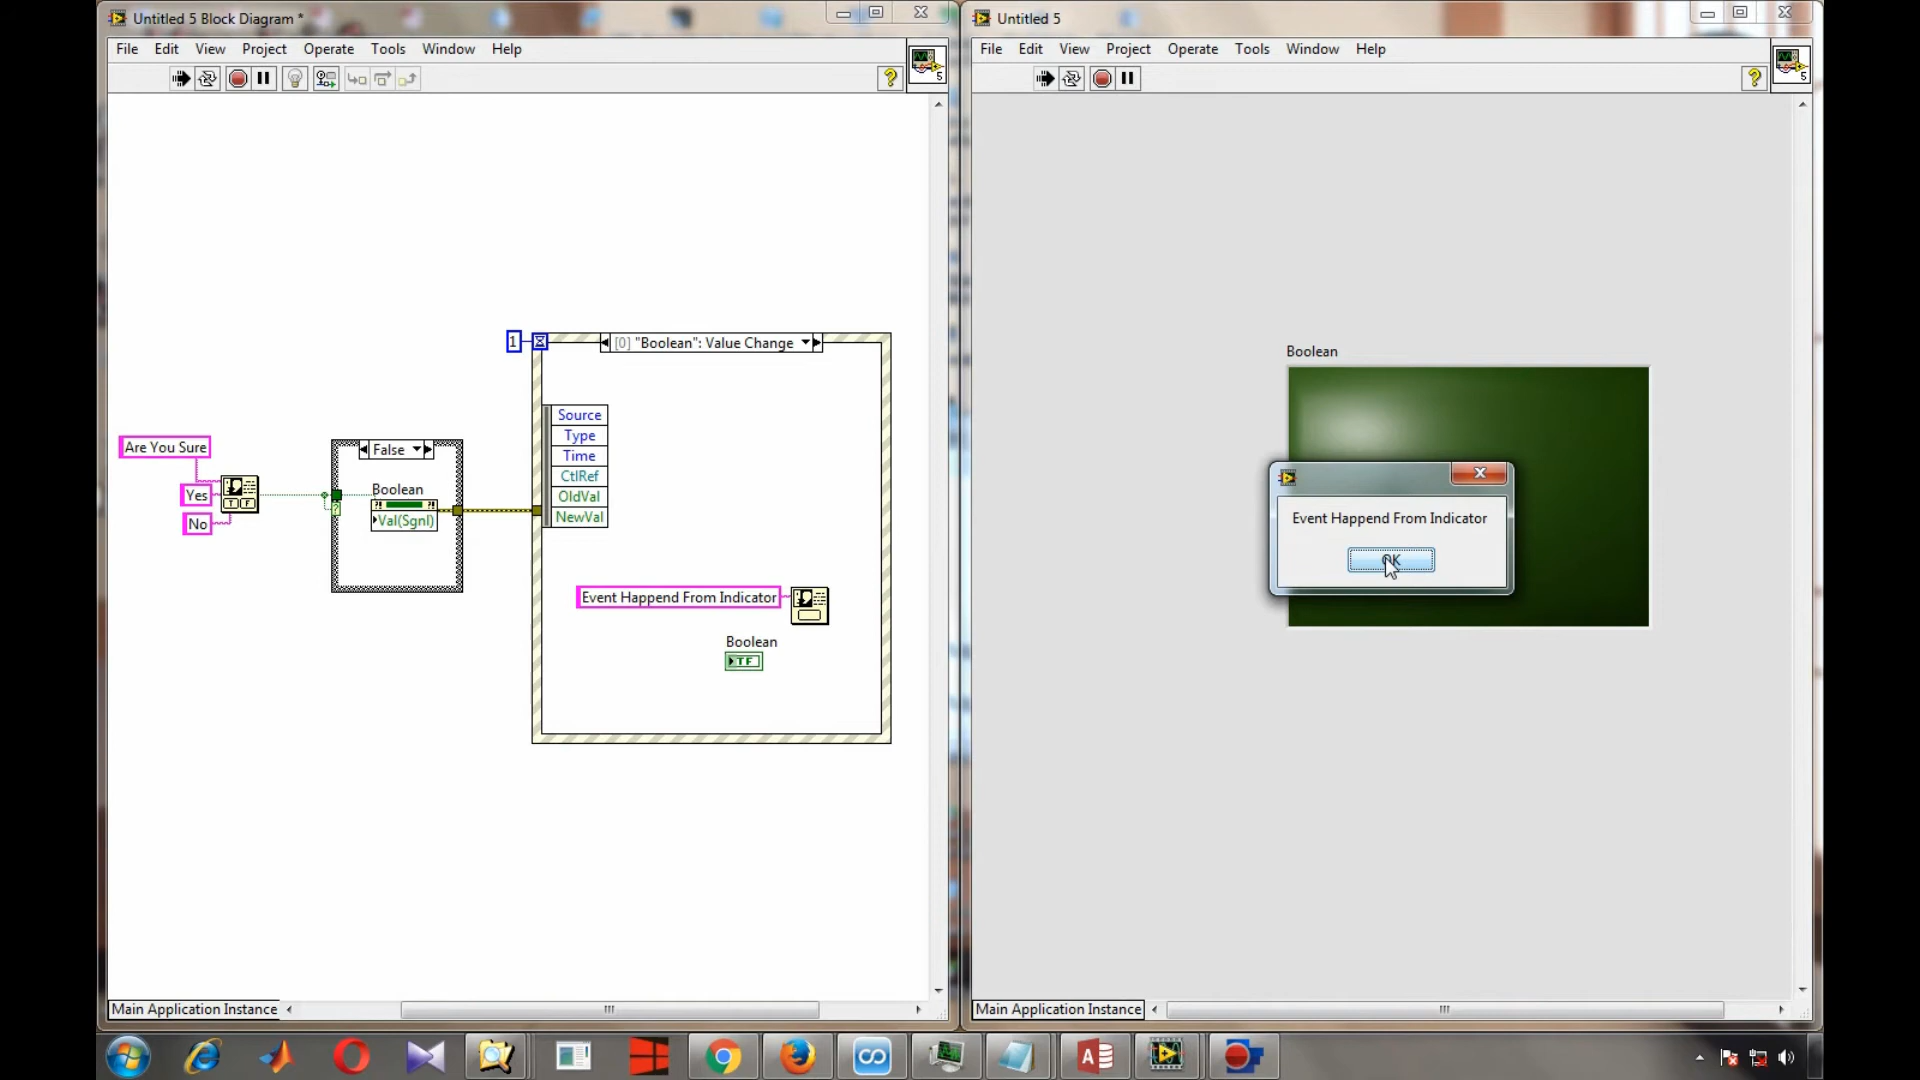 Untitled 5 Block Diagram *
File Edit View Project Operate Tools Window Help
?
5
1
[0] "Boolean": Value Change
Source
Type
Time
CtlRef
OldVal
NewVal
Are You Sure
Yes
No
T F
False
Boolean
?! ?!
Val(Sgnl)
?
Event Happend From Indicator
Boolean
TF
Main Application Instance
Untitled 5
File Edit View Project Operate Tools Window Help
?
5
Boolean
Event Happend From Indicator
OK
Main Application Instance